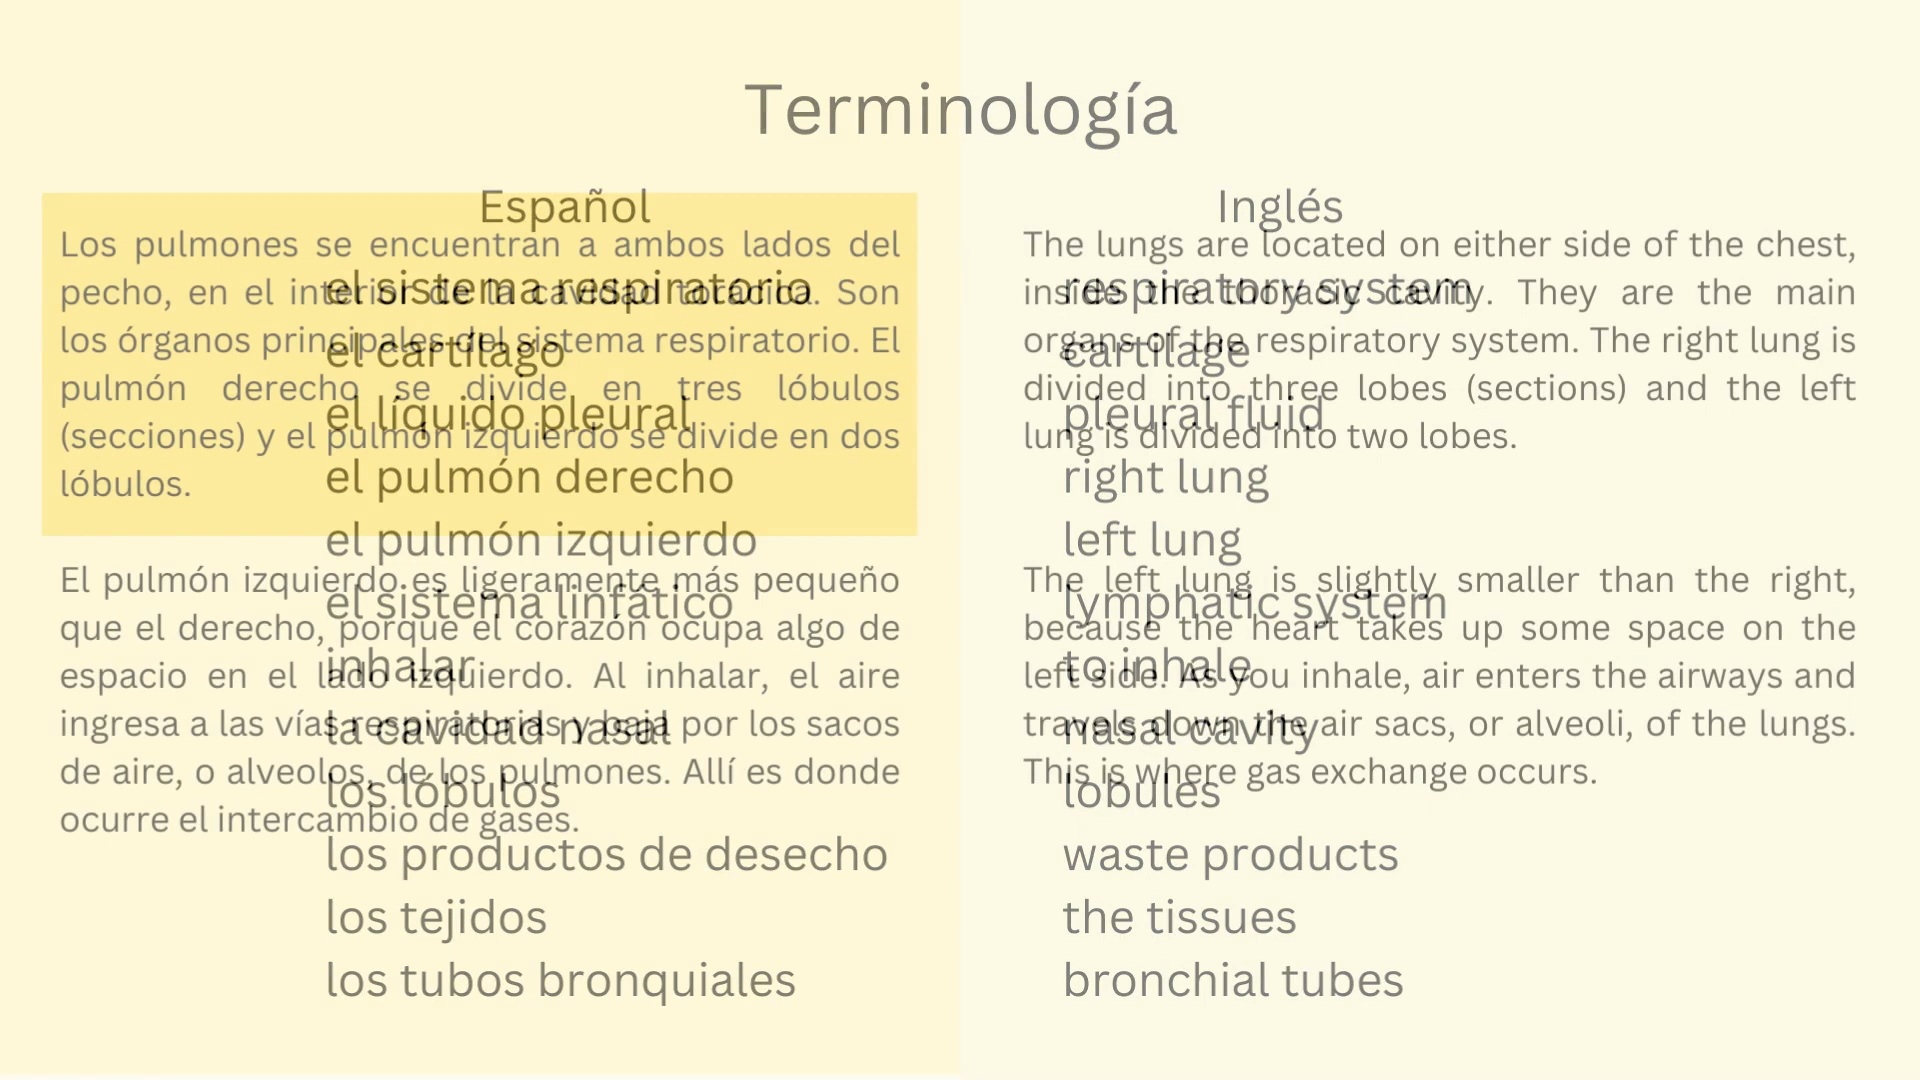 Terminología
Español
el sistema respiratorio
el cartílago
el líquido pleural
el pulmón derecho
el pulmón izquierdo
el sistema linfático
inhalar
la cavidad nasal
los lóbulos
los productos de desecho
los tejidos
los tubos bronquiales
Inglés
respiratory system
cartilage
pleural fluid
right lung
left lung
lymphatic system
to inhale
nasal cavity
lobules
waste products
the tissues
bronchial tubes
Los pulmones se encuentran a ambos lados del
pecho, en el interior de la cavidad torácica. Son
los órganos principales del sistema respiratorio. El
pulmón derecho se divide en tres lóbulos
(secciones) y el pulmón izquierdo se divide en dos
lóbulos.
El pulmón izquierdo es ligeramente más pequeño
que el derecho, porque el corazón ocupa algo de
espacio en el lado izquierdo. Al inhalar, el aire
ingresa a las vías respiratorias y baja por los sacos
de aire, o alveolos, de los pulmones. Allí es donde
ocurre el intercambio de gases.
The lungs are located on either side of the chest,
inside the thoracic cavity. They are the main
organs of the respiratory system. The right lung is
divided into three lobes (sections) and the left
lung is divided into two lobes.
The left lung is slightly smaller than the right,
because the heart takes up some space on the
left side. As you inhale, air enters the airways and
travels down the air sacs, or alveoli, of the lungs.
This is where gas exchange occurs.